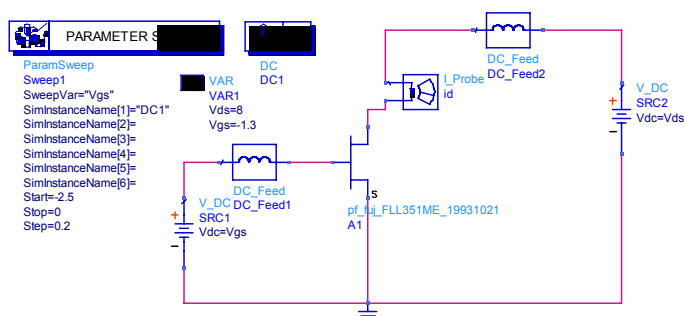 PARAMETER S
ParamSweep
Sweep1
SweepVar="Vgs"
SimInstanceName[1]="DC1"
SimInstanceName[2]=
SimInstanceName[3]=
SimInstanceName[4]=
SimInstanceName[5]=
SimInstanceName[6]=
Start=-2.5
Stop=0
Step=0.2
VAR
VAR1
Vds=8
Vgs=-1.3
DC
DC1
DC_Feed
DC_Feed2
I_Probe
id
V_DC
SRC2
Vdc=Vds
DC_Feed
DC_Feed1
V_DC
SRC1
Vdc=Vgs
S
pf_fuj_FLL351ME_19931021
A1